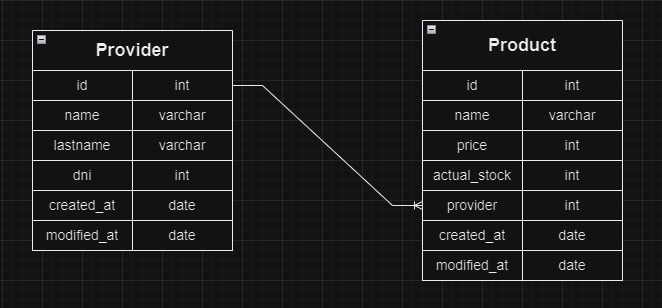 Provider
id int
name varchar
lastname varchar
dni int
created_at date
modified_at date
Product
id int
name varchar
price int
actual_stock int
provider int
created_at date
modified_at date